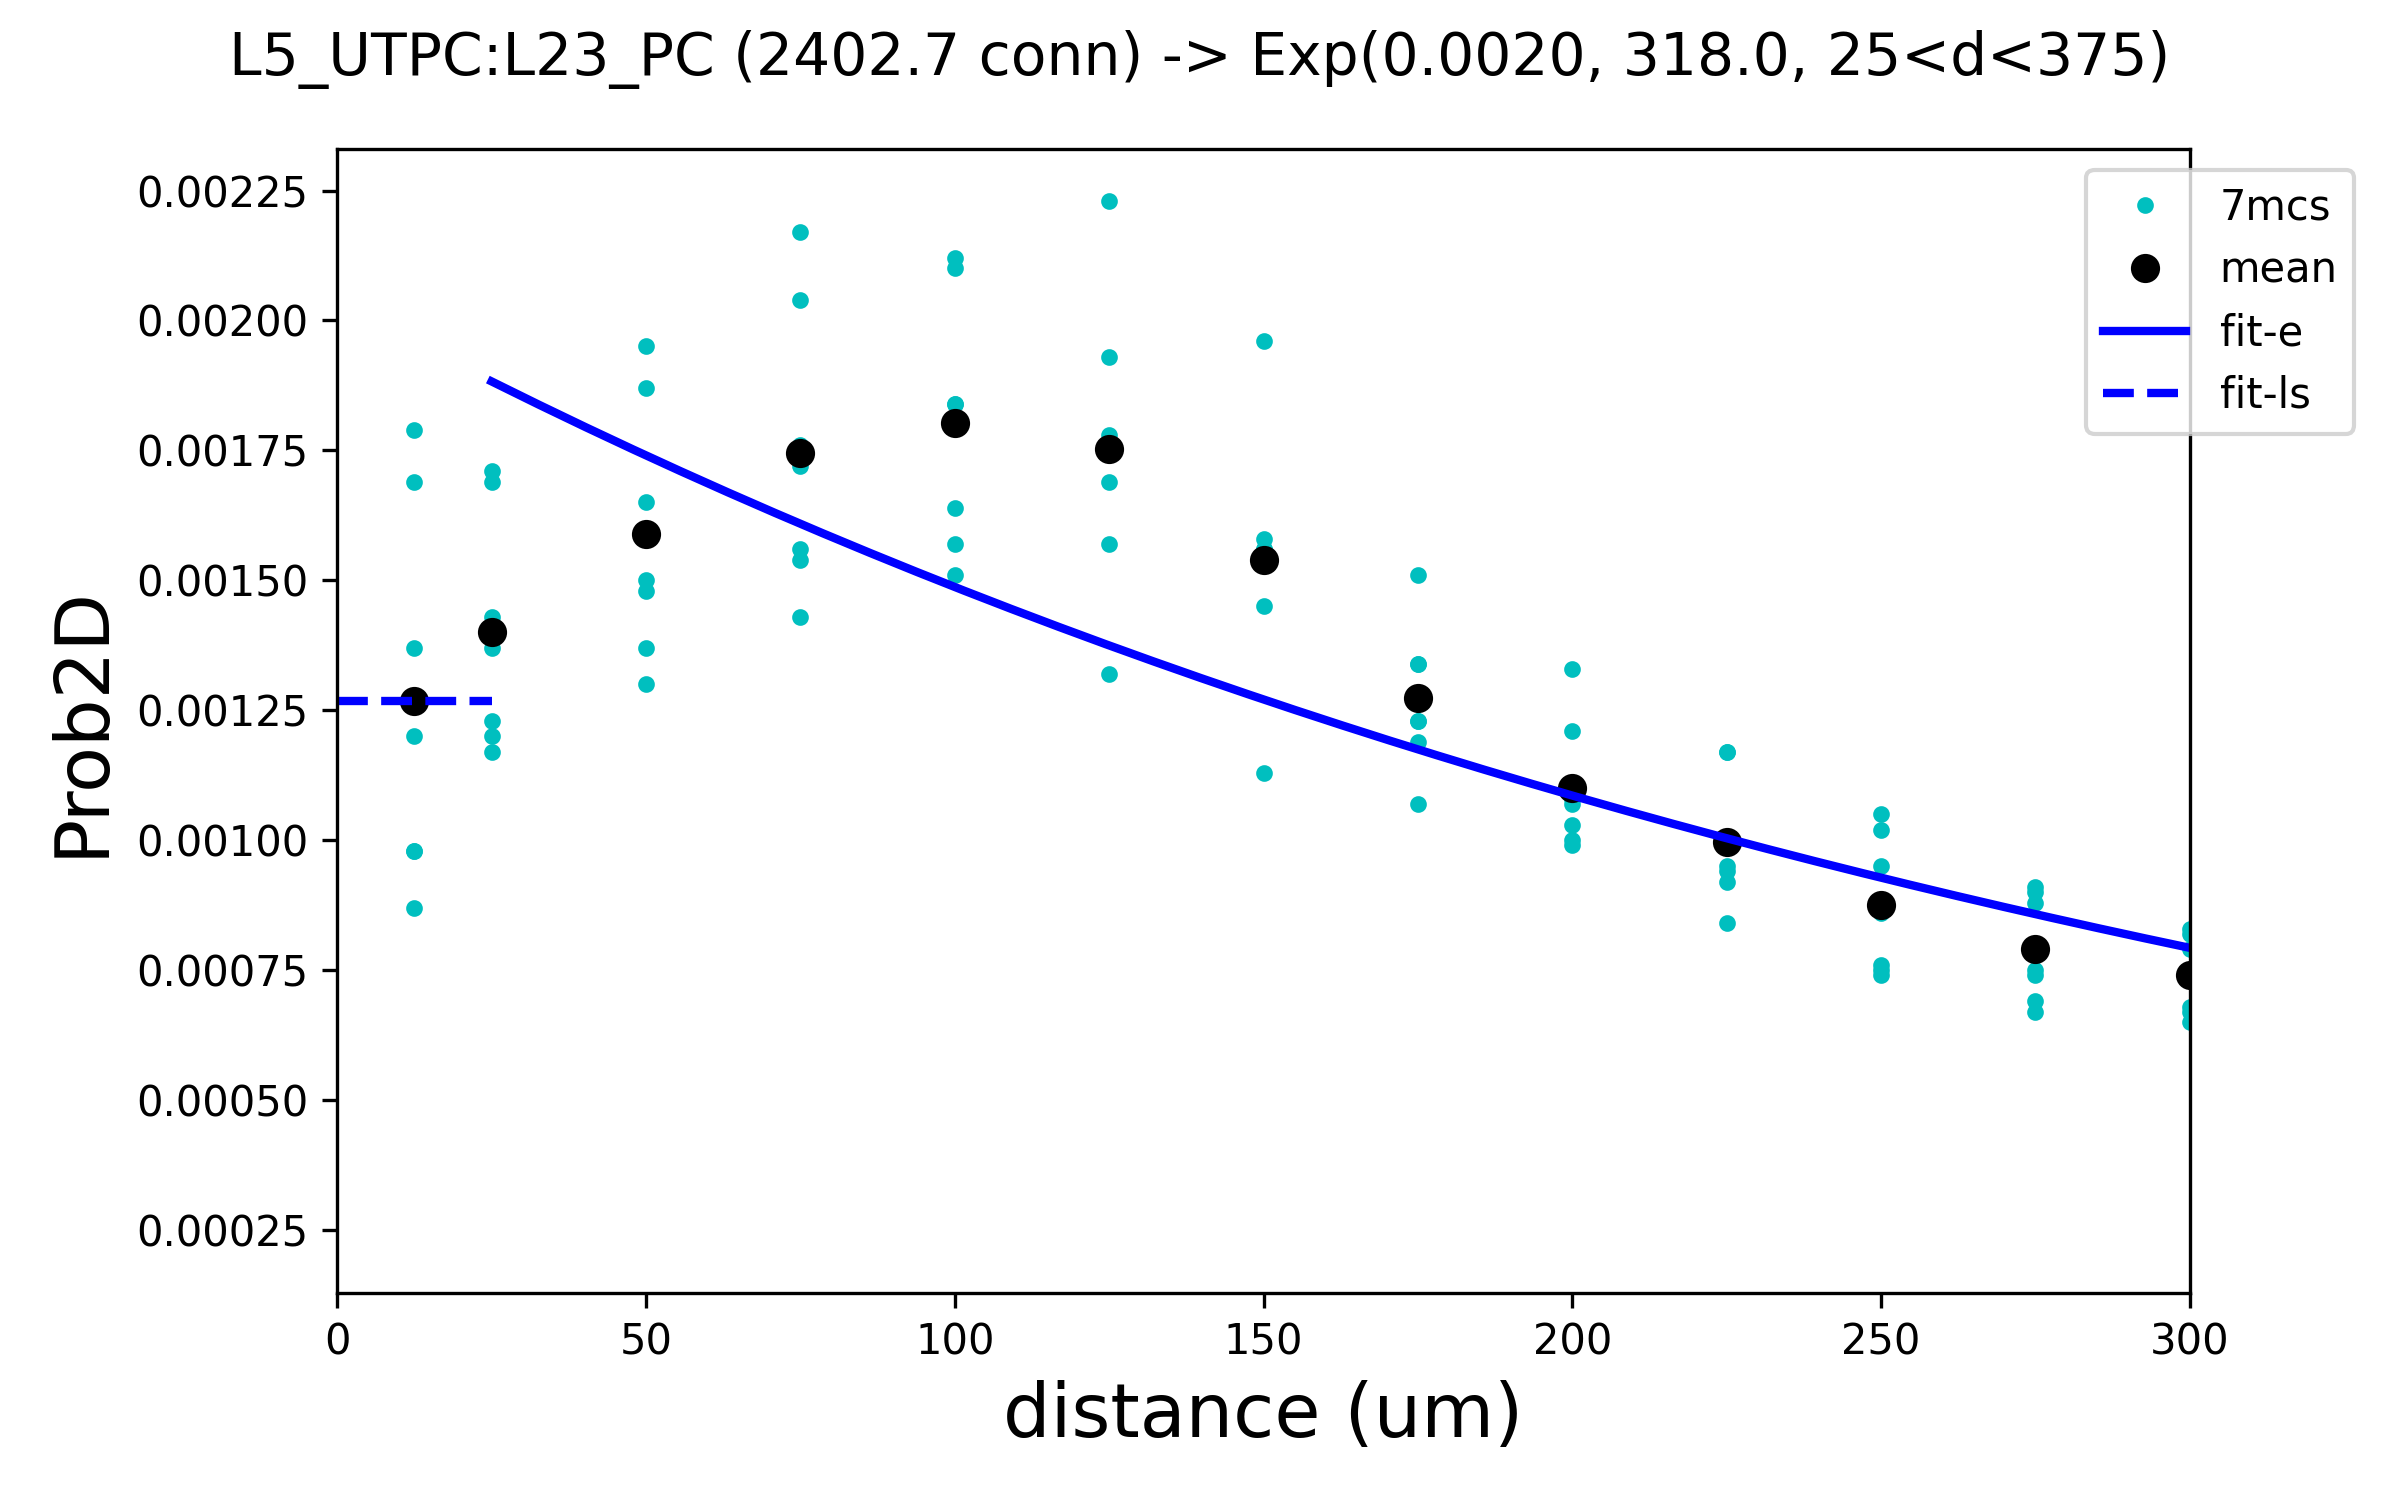 L5_UTPC:L23_PC (2402.7 conn) -> Exp(0.0020, 318.0, 25<d<375)
7mcs
mean
fit-e
fit-ls
Prob2D
0.00225
0.00200
0.00175
0.00150
0.00125
0.00100
0.00075
0.00050
0.00025
0 50 100 150 200 250 300
distance (um)